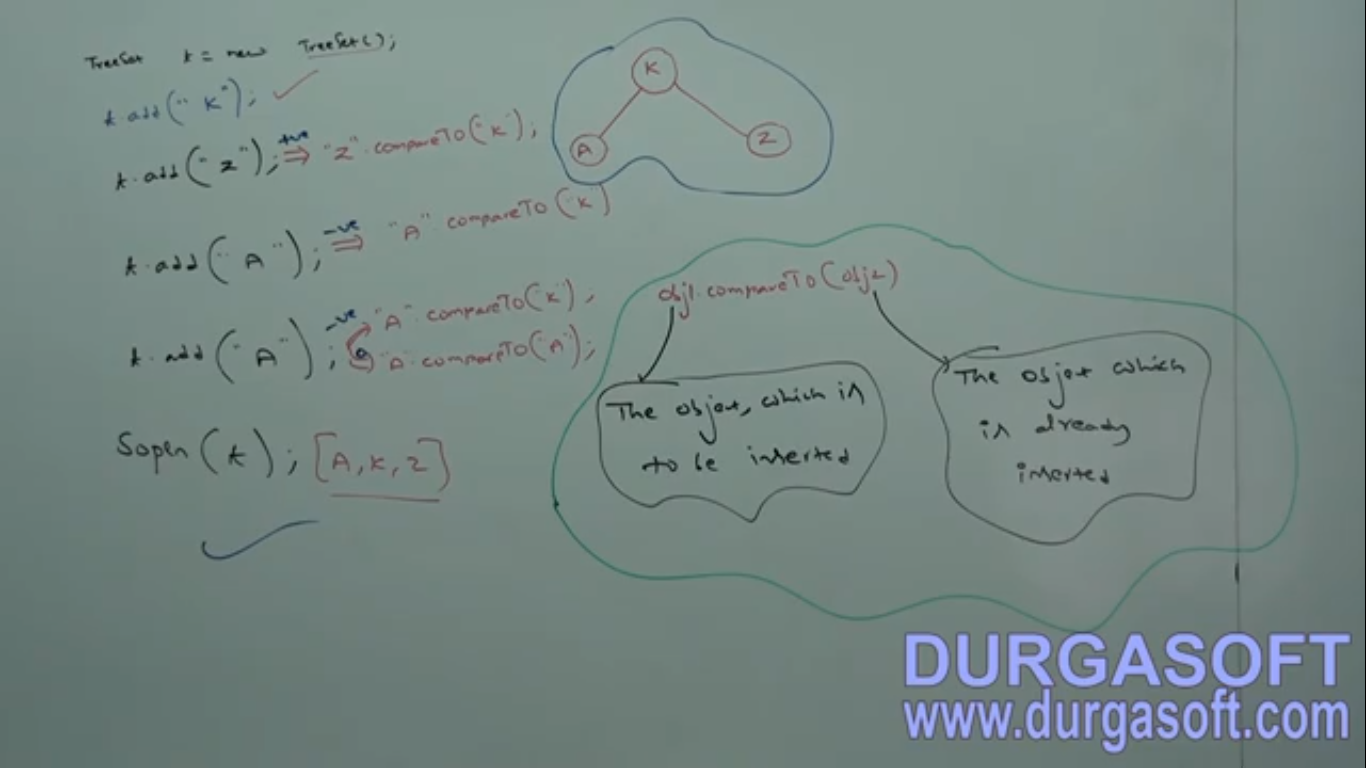 TreeSet t = new TreeSet();
t.add("K");
t.add("Z"); +ve ⇒ "Z".compareTo("K");
t.add("A"); -ve ⇒ "A" compareTo("K")
t.add("A"); -ve "A".compareTo("K");
0 "A".compareTo("A");
Sopln(t); [A, K, Z]
K
A Z
obj1.compareTo(obj2)
The object, which is
to be inserted
The object which
is already
inserted
DURGASOFT
www.durgasoft.com